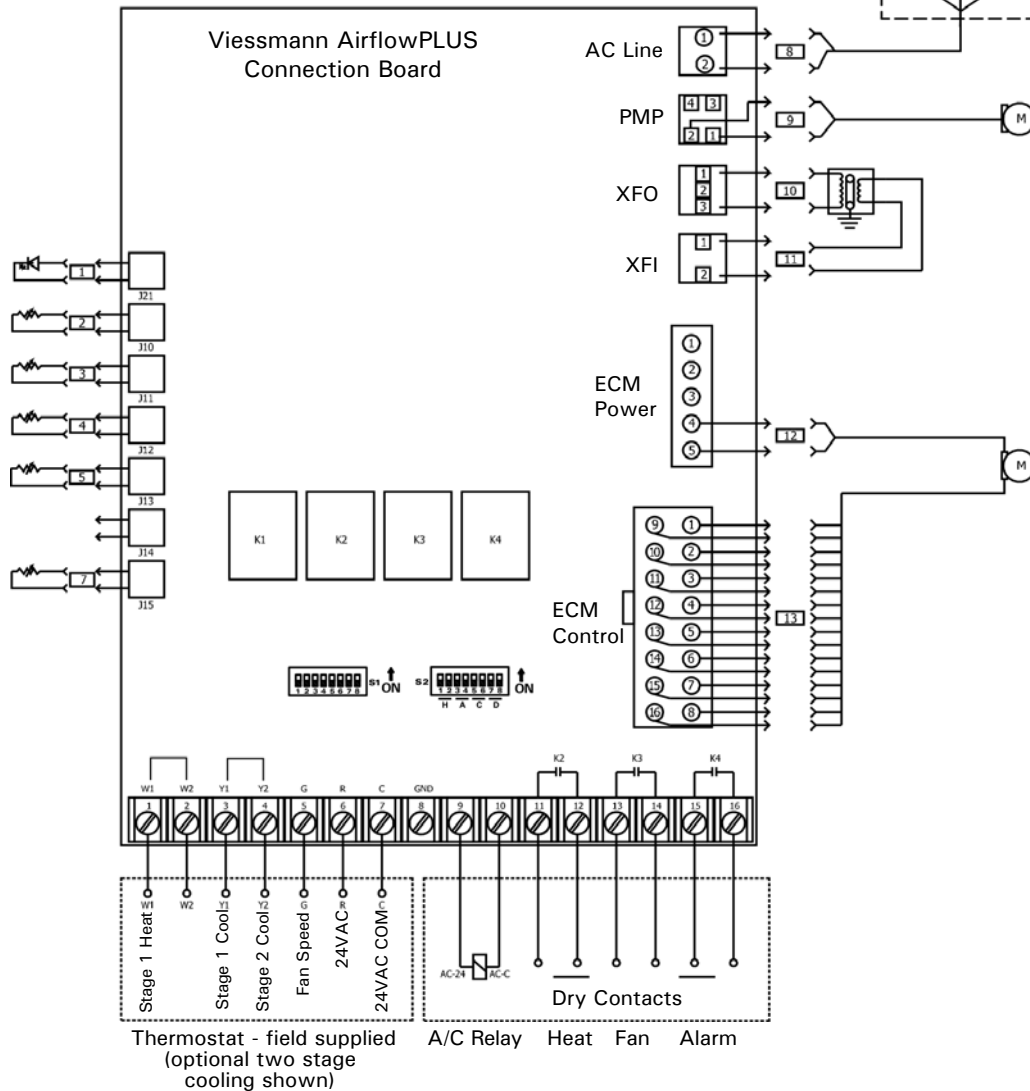 Viessmann AirflowPLUS
Connection Board
AC Line
1
2
8
PMP
4 3
2 1
9
M
XFO
1
2
3
10
XFI
1
2
11
1
J21
2
J10
3
J11
4
J12
5
J13
J14
7
J15
ECM
Power
1
2
3
4
5
12
M
K1 K2 K3 K4
ECM
Control
9 1
10 2
11 3
12 4
13 5
14 6
15 7
16 8
13
1 2 3 4 5 6 7 8
S1 ON
S2
1 2 3 4 5 6 7 8
ON
H A C D
K2 K3 K4
W1 W2 Y1 Y2 G R C GND
1 2 3 4 5 6 7 8 9 10 11 12 13 14 15 16
W1 W2 Y1 Y2 G R C
Stage 1 Heat
Stage 1 Cool
Stage 2 Cool
Fan Speed
24VAC
24VAC COM
AC-24 AC-C
Dry Contacts
Thermostat - field supplied
(optional two stage
cooling shown)
A/C Relay Heat Fan Alarm